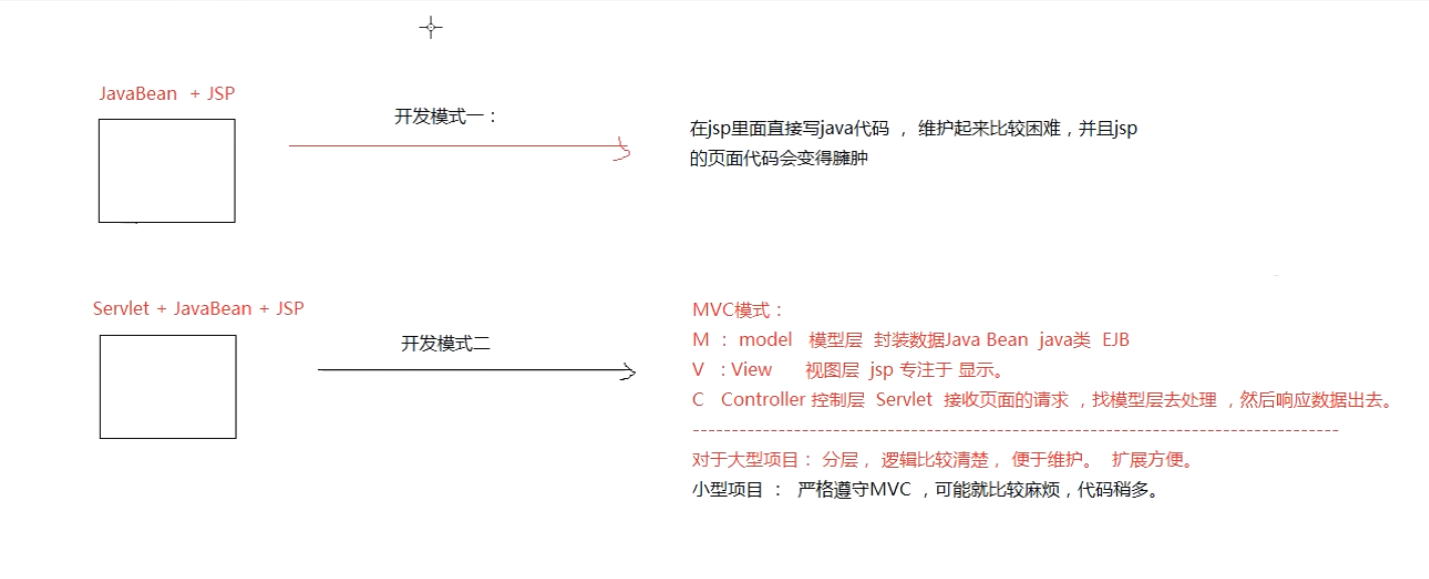 JavaBean + JSP
开发模式一：
在jsp里面直接写java代码 ， 维护起来比较困难，并且jsp
的页面代码会变得臃肿
Servlet + JavaBean + JSP
开发模式二
MVC模式：
M ： model 模型层 封装数据Java Bean java类 EJB
V ：View 视图层 jsp 专注于 显示。
C Controller 控制层 Servlet 接收页面的请求 ，找模型层去处理 ，然后响应数据出去。
对于大型项目： 分层 ， 逻辑比较清楚 ， 便于维护。 扩展方便。
小型项目 ： 严格遵守MVC ，可能就比较麻烦，代码稍多。